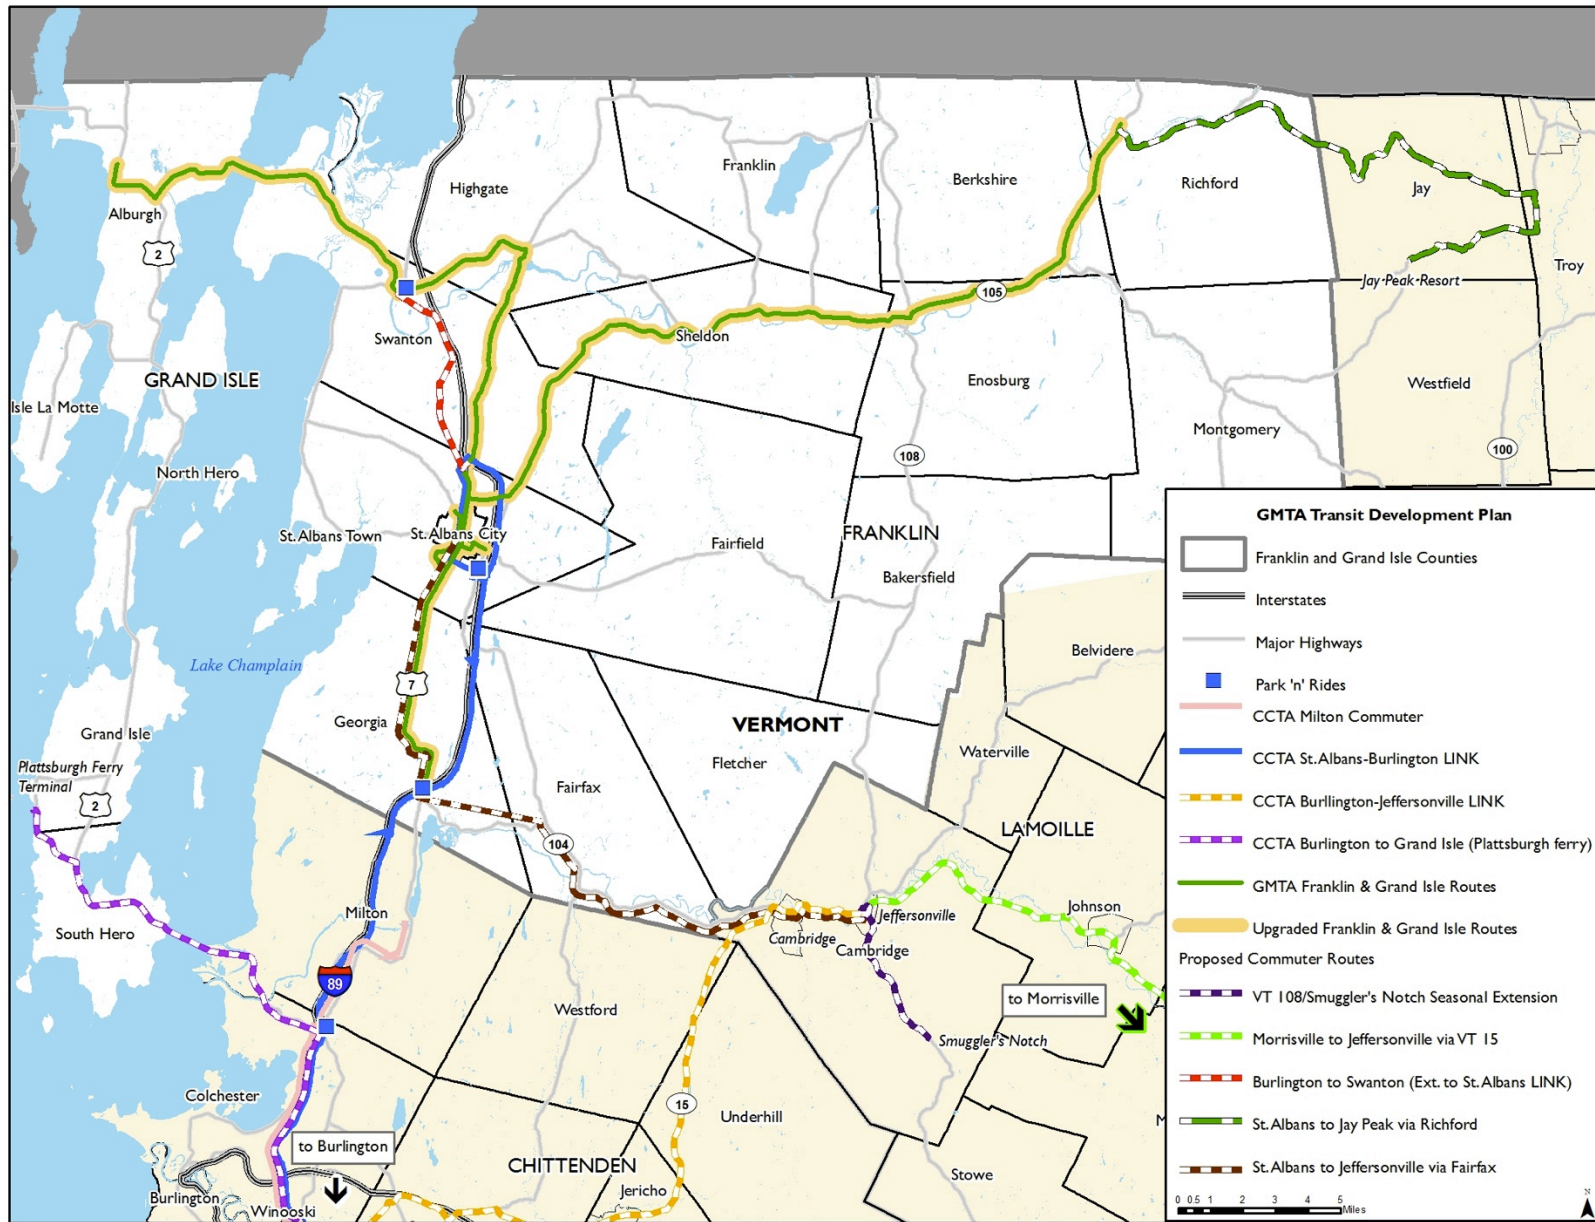 Highgate
Franklin
Berkshire
Richford
Jay
Alburgh
2
Troy
Jay Peak Resort
105
Swanton
Sheldon
GRAND ISLE
Enosburg
Westfield
Isle La Motte
Montgomery
North Hero
108
100
St. Albans Town
St. Albans City
Fairfield
FRANKLIN
Bakersfield
Lake Champlain
Belvidere
7
Georgia
VERMONT
Waterville
Grand Isle
Fletcher
Plattsburgh Ferry
Terminal
2
Fairfax
LAMOILLE
104
Milton
Jeffersonville
Johnson
South Hero
Cambridge
Cambridge
89
Westford
to Morrisville
Smuggler's Notch
Colchester
15
Underhill
M
to Burlington
CHITTENDEN
Stowe
Jericho
Burlington
Winooski
GMTA Transit Development Plan
Franklin and Grand Isle Counties
Interstates
Major Highways
Park 'n' Rides
CCTA Milton Commuter
CCTA St. Albans-Burlington LINK
CCTA Burllington-Jeffersonville LINK
CCTA Burlington to Grand Isle (Plattsburgh ferry)
GMTA Franklin & Grand Isle Routes
Upgraded Franklin & Grand Isle Routes
Proposed Commuter Routes
VT 108/Smuggler's Notch Seasonal Extension
Morrisville to Jeffersonville via VT 15
Burlington to Swanton (Ext. to St. Albans LINK)
St. Albans to Jay Peak via Richford
St. Albans to Jeffersonville via Fairfax
0 0.5 1 2 3 4 5
Miles
N